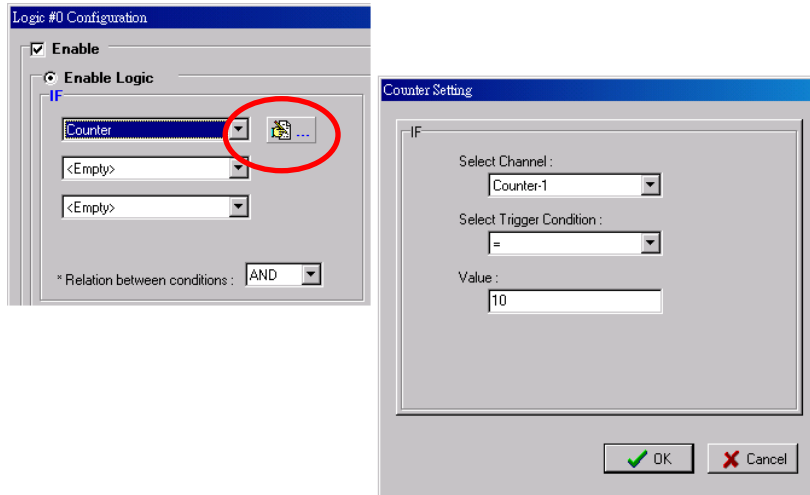 Logic #0 Configuration
Enable
Enable Logic
IF
Counter
...
<Empty>
<Empty>
* Relation between conditions :
AND
Counter Setting
IF
Select Channel :
Counter-1
Select Trigger Condition :
=
Value :
10
OK
Cancel